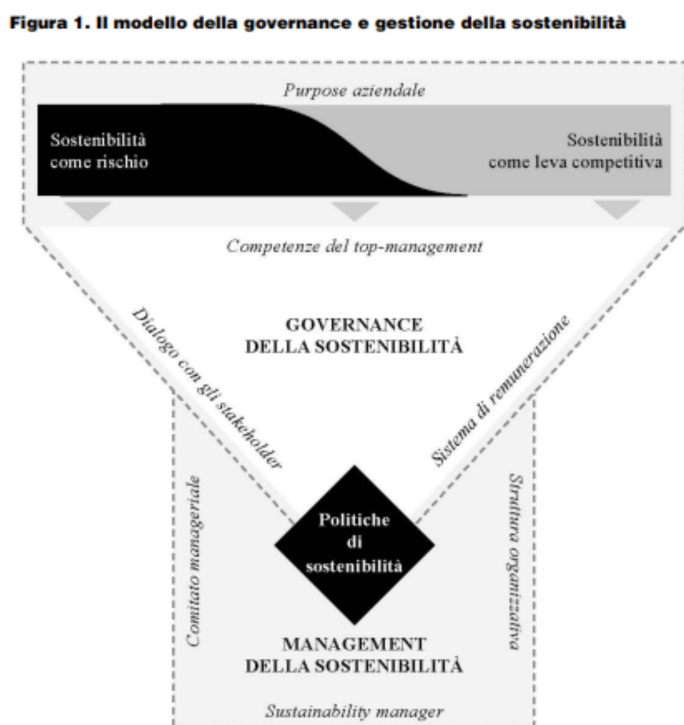 Figura 1. Il modello della governance e gestione della sostenibilità
Purpose aziendale
Sostenibilità
come rischio
Sostenibilità
come leva competitiva
Competenze del top-management
GOVERNANCE
DELLA SOSTENIBILITÀ
Dialogo con gli stakeholder
Sistema di remunerazione
Politiche
di
sostenibilità
Comitato manageriale
Struttura organizzativa
MANAGEMENT
DELLA SOSTENIBILITÀ
Sustainability manager